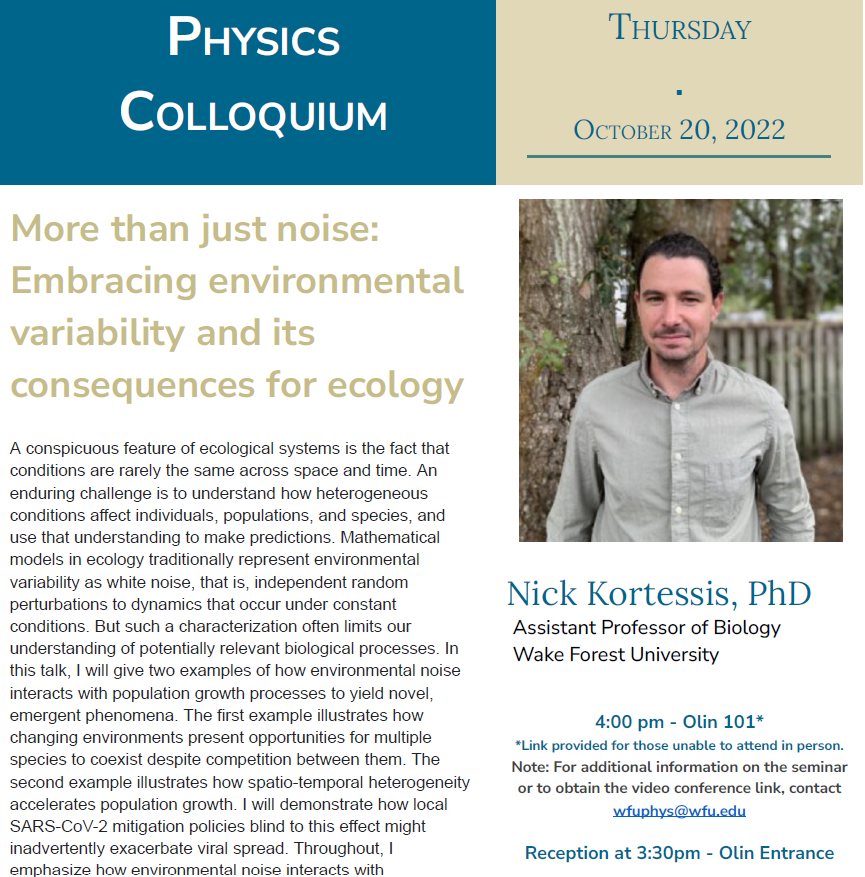 Physics
Colloquium
Thursday
.
October 20, 2022
More than just noise:
Embracing environmental
variability and its
consequences for ecology
A conspicuous feature of ecological systems is the fact that
conditions are rarely the same across space and time. An
enduring challenge is to understand how heterogeneous
conditions affect individuals, populations, and species, and
use that understanding to make predictions. Mathematical
models in ecology traditionally represent environmental
variability as white noise, that is, independent random
perturbations to dynamics that occur under constant
conditions. But such a characterization often limits our
understanding of potentially relevant biological processes. In
this talk, I will give two examples of how environmental noise
interacts with population growth processes to yield novel,
emergent phenomena. The first example illustrates how
changing environments present opportunities for multiple
species to coexist despite competition between them. The
second example illustrates how spatio-temporal heterogeneity
accelerates population growth. I will demonstrate how local
SARS-CoV-2 mitigation policies blind to this effect might
inadvertently exacerbate viral spread. Throughout, I
emphasize how environmental noise interacts with
Nick Kortessis, PhD
Assistant Professor of Biology
Wake Forest University
4:00 pm - Olin 101*
*Link provided for those unable to attend in person.
Note: For additional information on the seminar
or to obtain the video conference link, contact
wfuphys@wfu.edu
Reception at 3:30pm - Olin Entrance